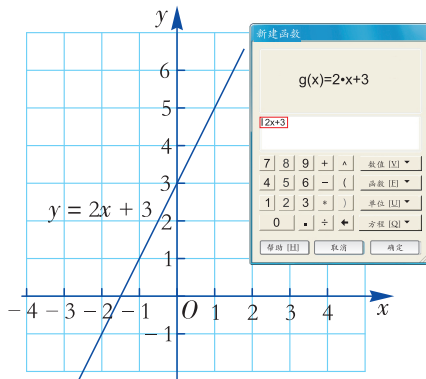 y
6
5
4
3
2
1
y = 2x + 3
-4 -3 -2 -1 O 1 2 3 4 x
-1
新建函数
g(x)=2•x+3
2x+3
7 8 9 + ^ 数值 [V]
4 5 6 - ( 函数 [F]
1 2 3 * ) 单位 [U]
0 . ÷ 方程 [Q]
帮助 [H] 取消 确定